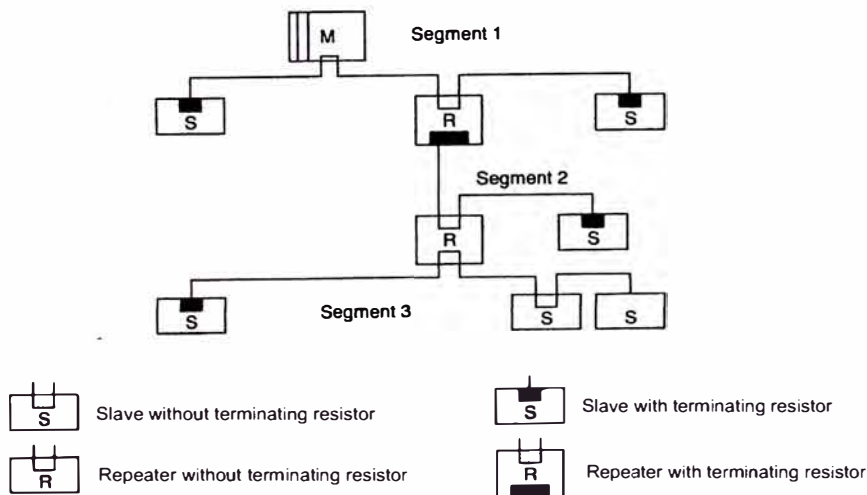 M
Segment 1
S
R
S
Segment 2
R
S
S
Segment 3
S
S
S
Slave without terminating resistor
S
Slave with terminating resistor
R
Repeater without terminating resistor
R
Repeater with terminating resistor